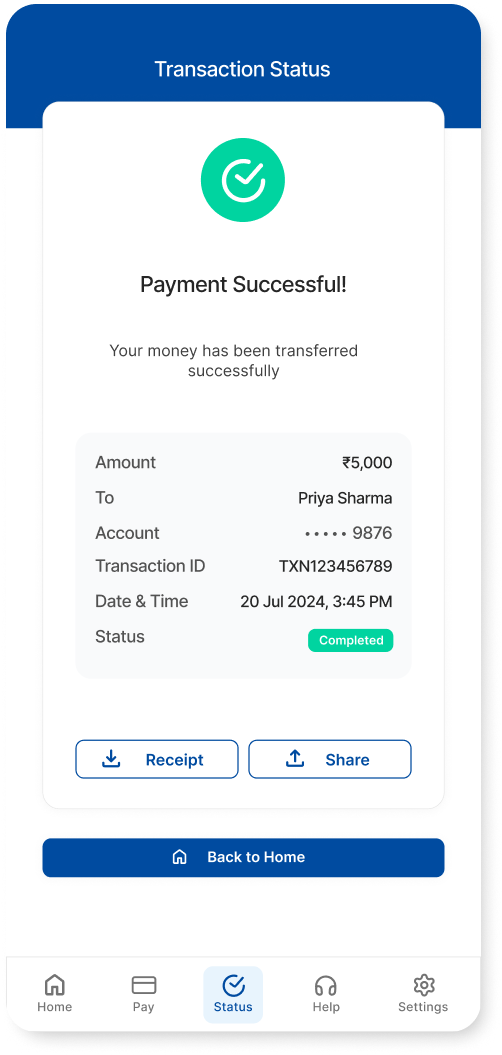 Transaction Status
Payment Successful!
Your money has been transferred
successfully
Amount ₹5,000
To Priya Sharma
Account ••••• 9876
Transaction ID TXN123456789
Date & Time 20 Jul 2024, 3:45 PM
Status Completed
Receipt Share
Back to Home
Home Pay Status Help Settings